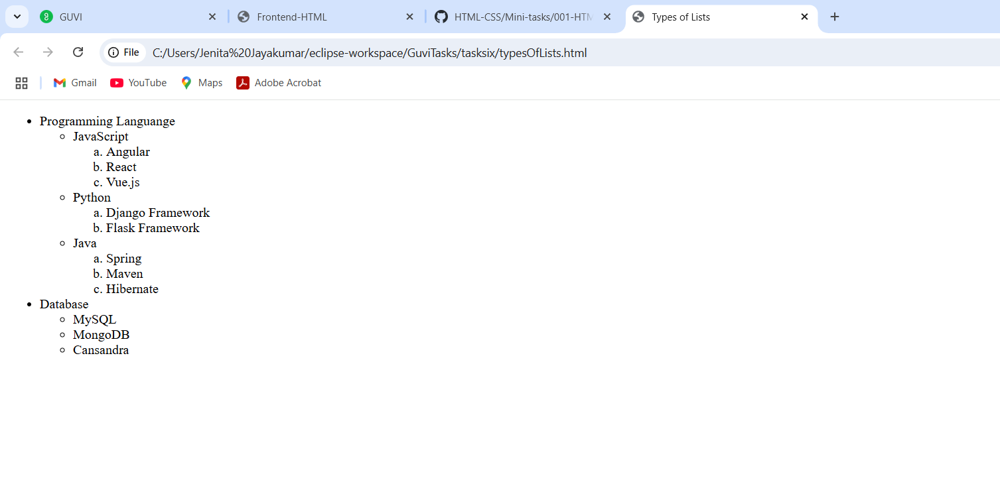 GUVI
Frontend-HTML
HTML-CSS/Mini-tasks/001-HTM
Types of Lists
File
C:/Users/Jenita%20Jayakumar/eclipse-workspace/GuviTasks/tasksix/typesOfLists.html
Gmail
YouTube
Maps
Adobe Acrobat
• Programming Languange
◦ JavaScript
a. Angular
b. React
c. Vue.js
◦ Python
a. Django Framework
b. Flask Framework
◦ Java
a. Spring
b. Maven
c. Hibernate
• Database
◦ MySQL
◦ MongoDB
◦ Cansandra